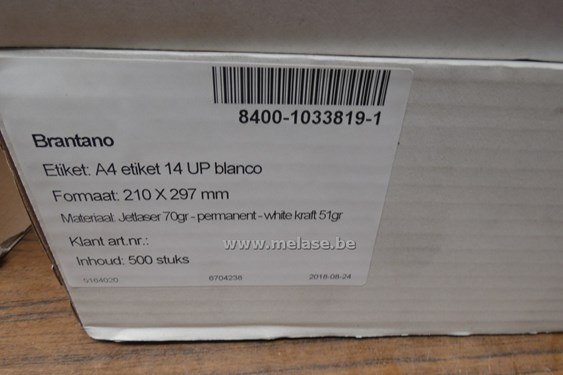 8400-1033819-1
Brantano
Etiket: A4 etiket 14 UP blanco
Formaat: 210 X 297 mm
Materiaal: Jetlaser 70gr - permanent - white kraft 51gr
Klant art.nr.:
www.melase.be
Inhoud: 500 stuks
5164020 6704238 2018-08-24